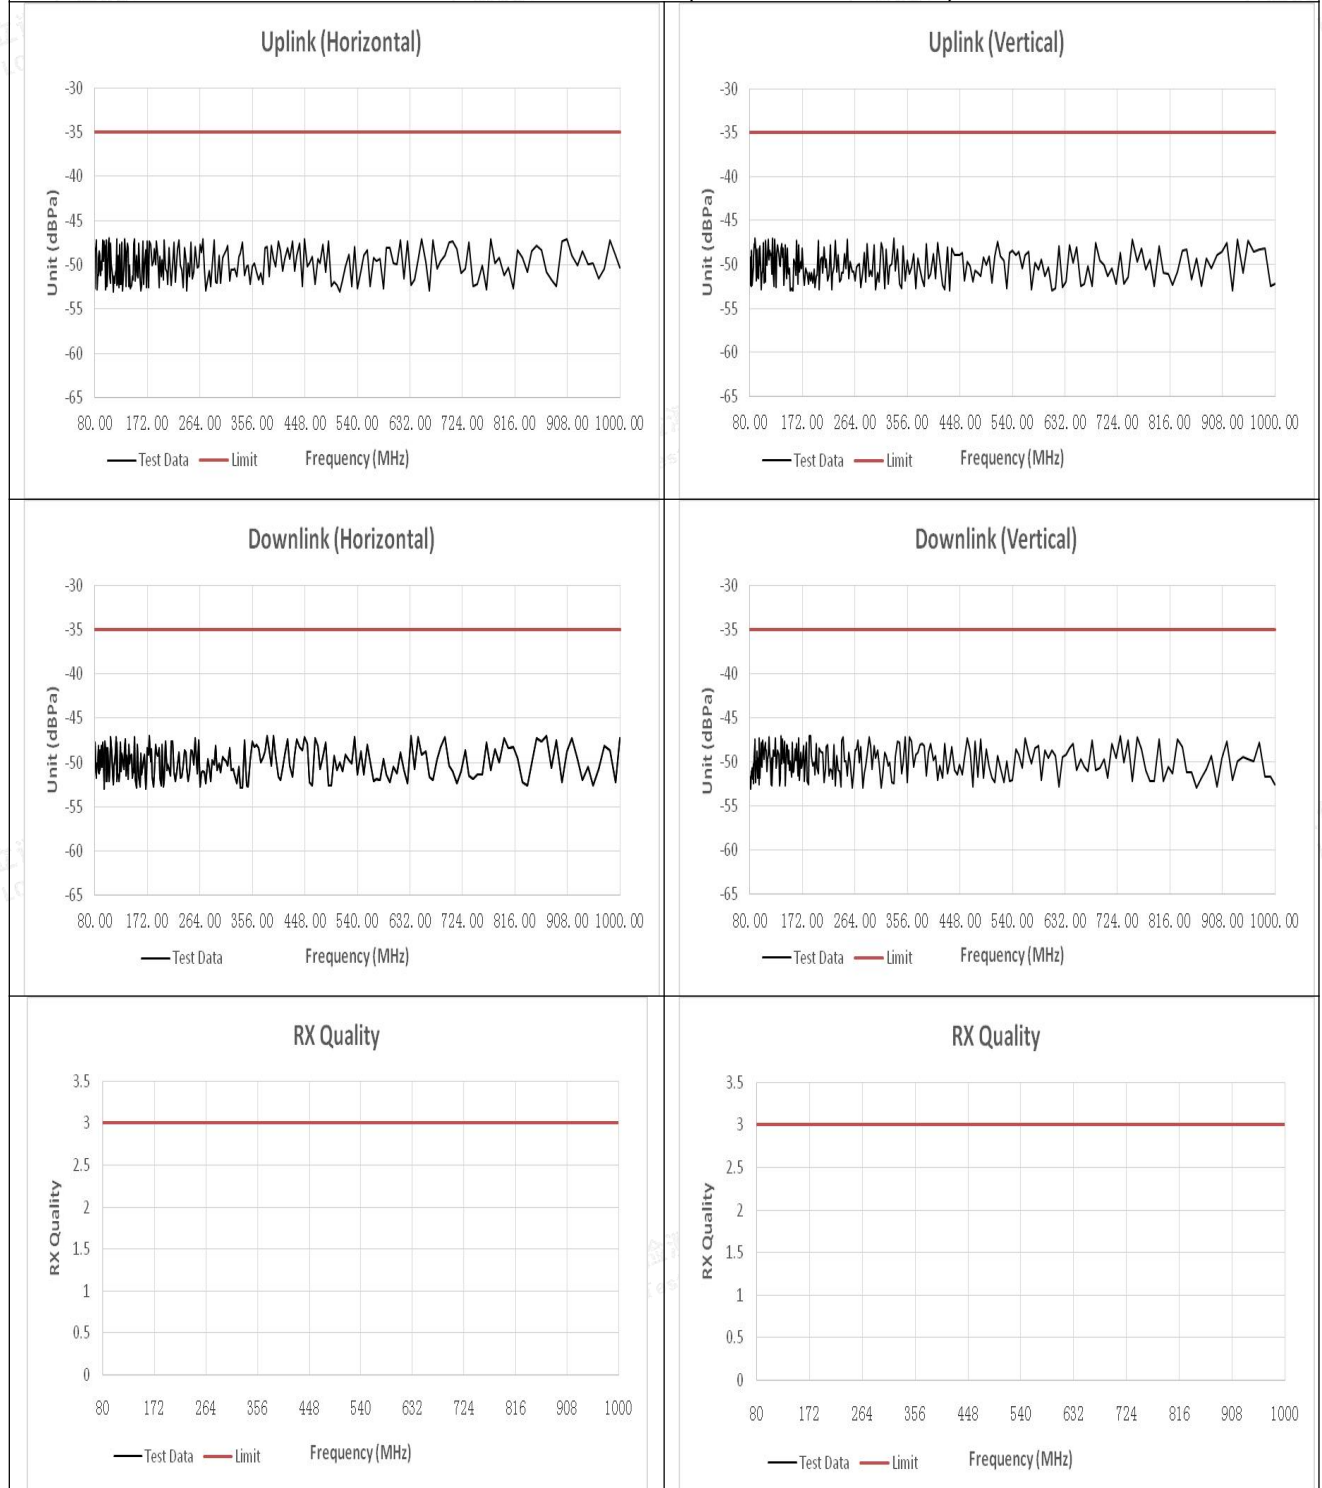 Uplink (Horizontal)
Unit (dBPa)
-30
-35
-40
-45
-50
-55
-60
-65
80.00 172.00 264.00 356.00 448.00 540.00 632.00 724.00 816.00 908.00 1000.00
Test Data Limit Frequency (MHz)
Uplink (Vertical)
Unit (dBPa)
-30
-35
-40
-45
-50
-55
-60
-65
80.00 172.00 264.00 356.00 448.00 540.00 632.00 724.00 816.00 908.00 1000.00
Test Data Limit Frequency (MHz)
Downlink (Horizontal)
Unit (dBPa)
-30
-35
-40
-45
-50
-55
-60
-65
80.00 172.00 264.00 356.00 448.00 540.00 632.00 724.00 816.00 908.00 1000.00
Test Data Frequency (MHz)
Downlink (Vertical)
Unit (dBPa)
-30
-35
-40
-45
-50
-55
-60
-65
80.00 172.00 264.00 356.00 448.00 540.00 632.00 724.00 816.00 908.00 1000.00
Test Data Limit Frequency (MHz)
RX Quality
RX Quality
3.5
3
2.5
2
1.5
1
0.5
0
80 172 264 356 448 540 632 724 816 908 1000
Test Data Limit Frequency (MHz)
RX Quality
RX Quality
3.5
3
2.5
2
1.5
1
0.5
0
80 172 264 356 448 540 632 724 816 908 1000
Test Data Limit Frequency (MHz)